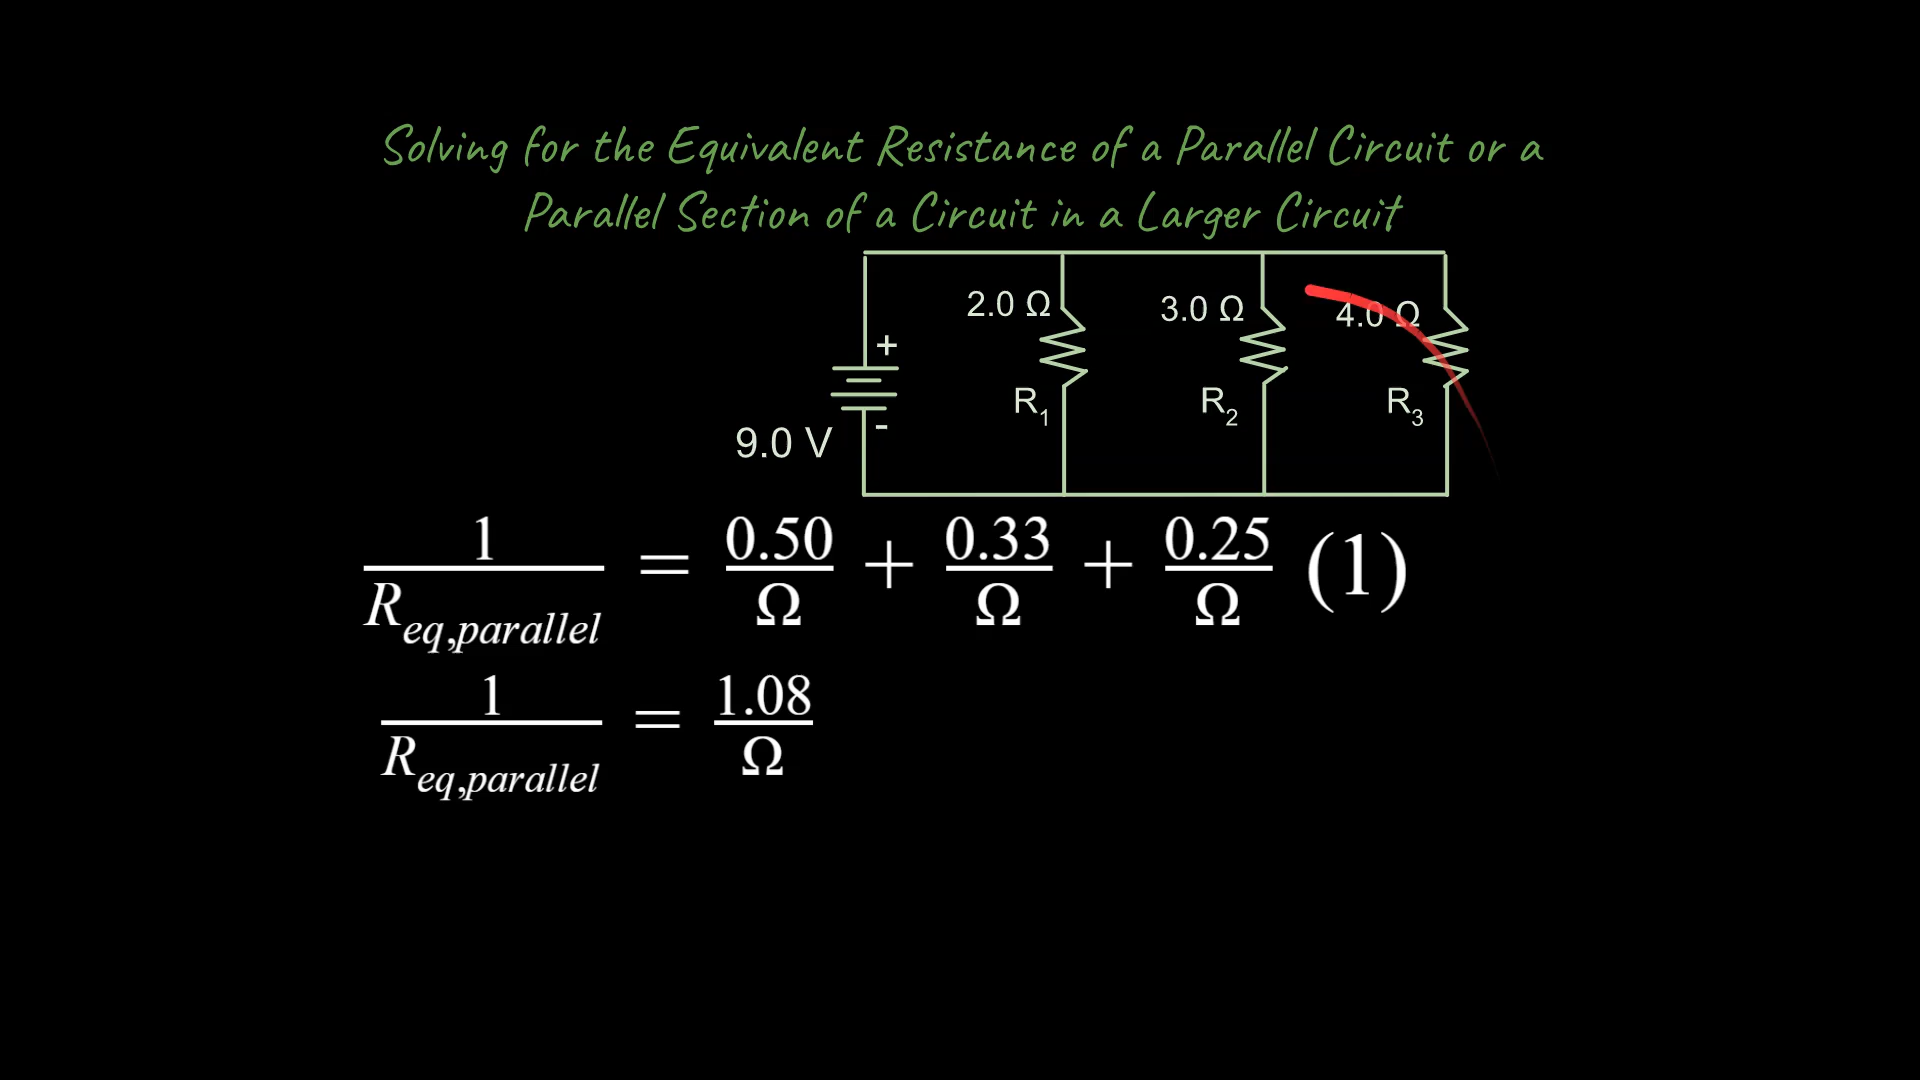 Solving for the Equivalent Resistance of a Parallel Circuit or a
Parallel Section of a Circuit in a Larger Circuit
2.0 Ω
3.0 Ω
4.0 Ω
+
R1
R2
R3
-
9.0 V
1/Req,parallel = 0.50/Ω + 0.33/Ω + 0.25/Ω (1)
1/Req,parallel = 1.08/Ω